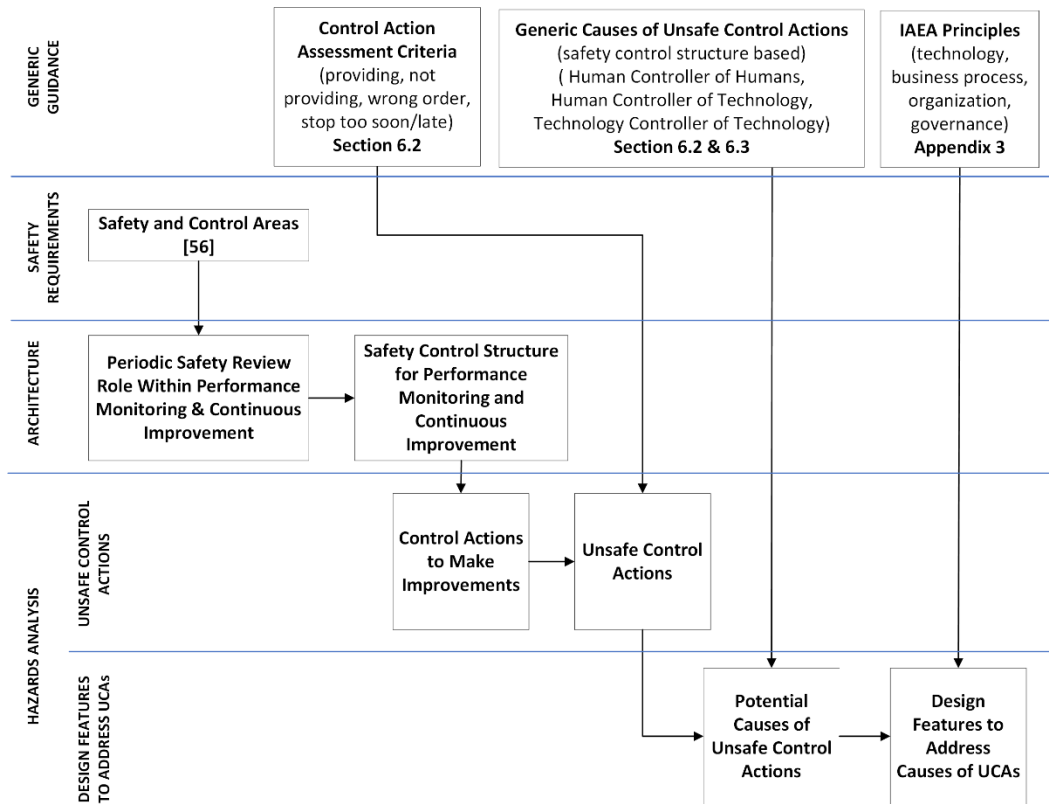 GENERIC
GUIDANCE
Control Action
Assessment Criteria
(providing, not
providing, wrong order,
stop too soon/late)
Section 6.2
Generic Causes of Unsafe Control Actions
(safety control structure based)
( Human Controller of Humans,
Human Controller of Technology,
Technology Controller of Technology)
Section 6.2 & 6.3
IAEA Principles
(technology,
business process,
organization,
governance)
Appendix 3
SAFETY
REQUIREMENTS
Safety and Control Areas
[56]
ARCHITECTURE
Periodic Safety Review
Role Within Performance
Monitoring & Continuous
Improvement
Safety Control Structure
for Performance
Monitoring and
Continuous
Improvement
HAZARDS ANALYSIS
UNSAFE CONTROL
ACTIONS
Control Actions
to Make
Improvements
Unsafe Control
Actions
DESIGN FEATURES
TO ADDRESS UCAs
Potential
Causes of
Unsafe Control
Actions
Design
Features to
Address
Causes of UCAs